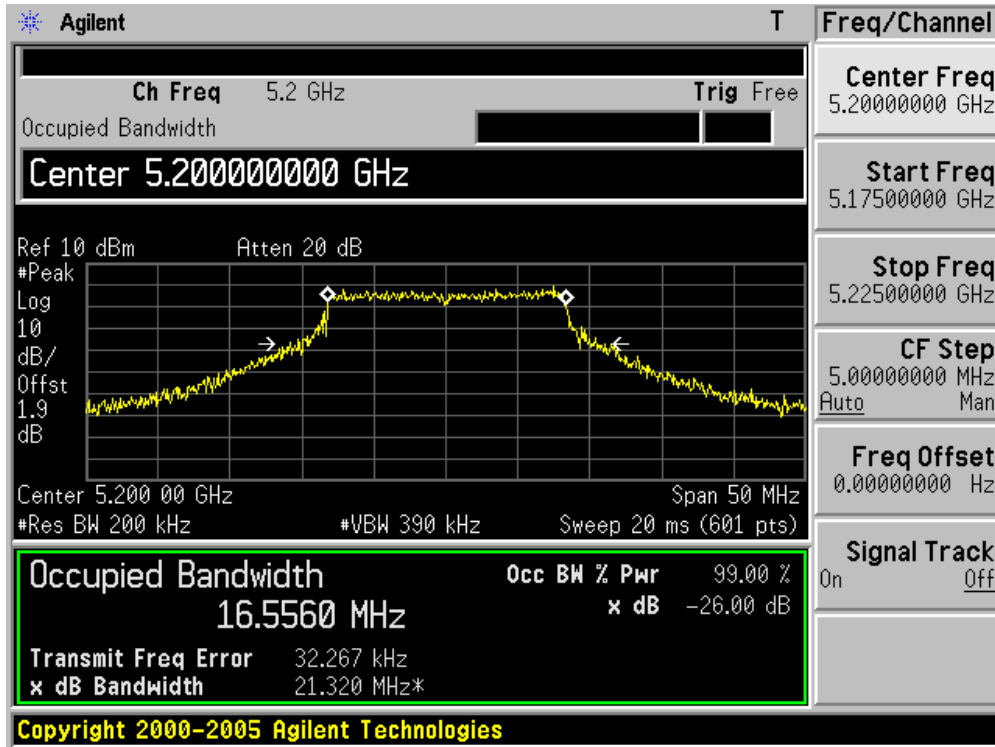 Agilent T
Freq/Channel
Ch Freq 5.2 GHz Trig Free
Occupied Bandwidth
Center 5.200000000 GHz
Ref 10 dBm Atten 20 dB
#Peak
Log
10
dB/
Offst
1.9
dB
Center 5.200 00 GHz Span 50 MHz
#Res BW 200 kHz #VBW 390 kHz Sweep 20 ms (601 pts)
Occupied Bandwidth Occ BW % Pwr 99.00 %
16.5560 MHz x dB -26.00 dB
Transmit Freq Error 32.267 kHz
x dB Bandwidth 21.320 MHz*
Copyright 2000-2005 Agilent Technologies
Center Freq
5.20000000 GHz
Start Freq
5.17500000 GHz
Stop Freq
5.22500000 GHz
CF Step
5.00000000 MHz
Auto Man
Freq Offset
0.00000000 Hz
Signal Track
On Off